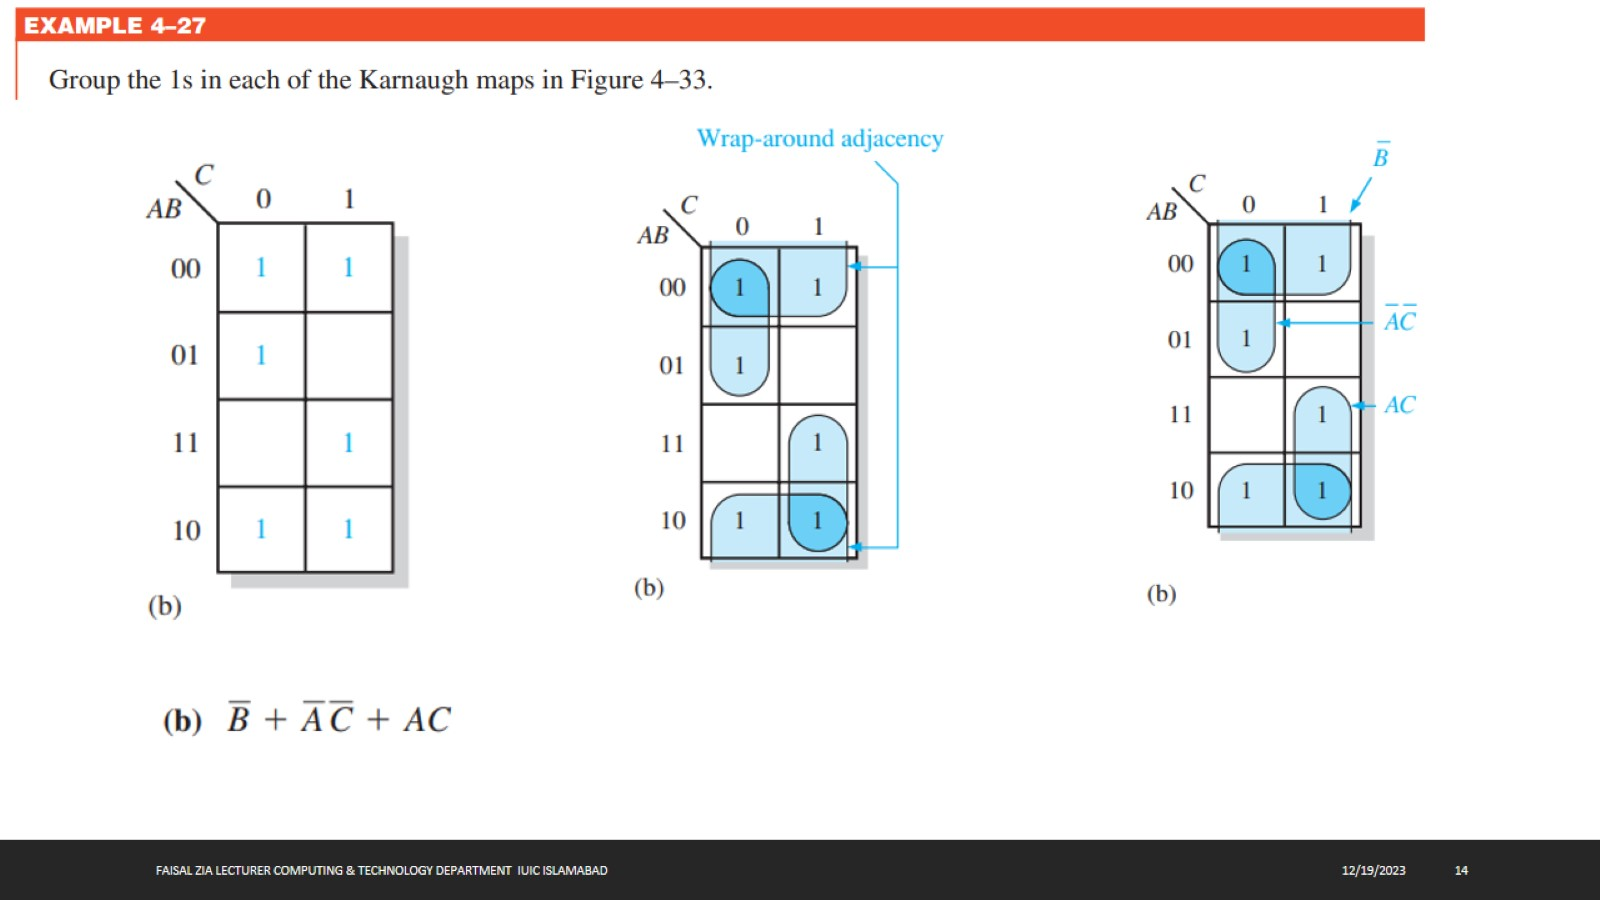 EXAMPLE 4–27
Group the 1s in each of the Karnaugh maps in Figure 4–33.
C
AB
0 1
00 1 1
01 1
11 1
10 1 1
(b)
Wrap-around adjacency
C
AB
0 1
00 1 1
01 1
11 1
10 1 1
(b)
B̅
C
AB
0 1
00 1 1
A̅C̅
01 1
AC
11 1
10 1 1
(b)
(b) B̅ + A̅ C̅ + AC
FAISAL ZIA LECTURER COMPUTING & TECHNOLOGY DEPARTMENT IUIC ISLAMABAD 12/19/2023 14